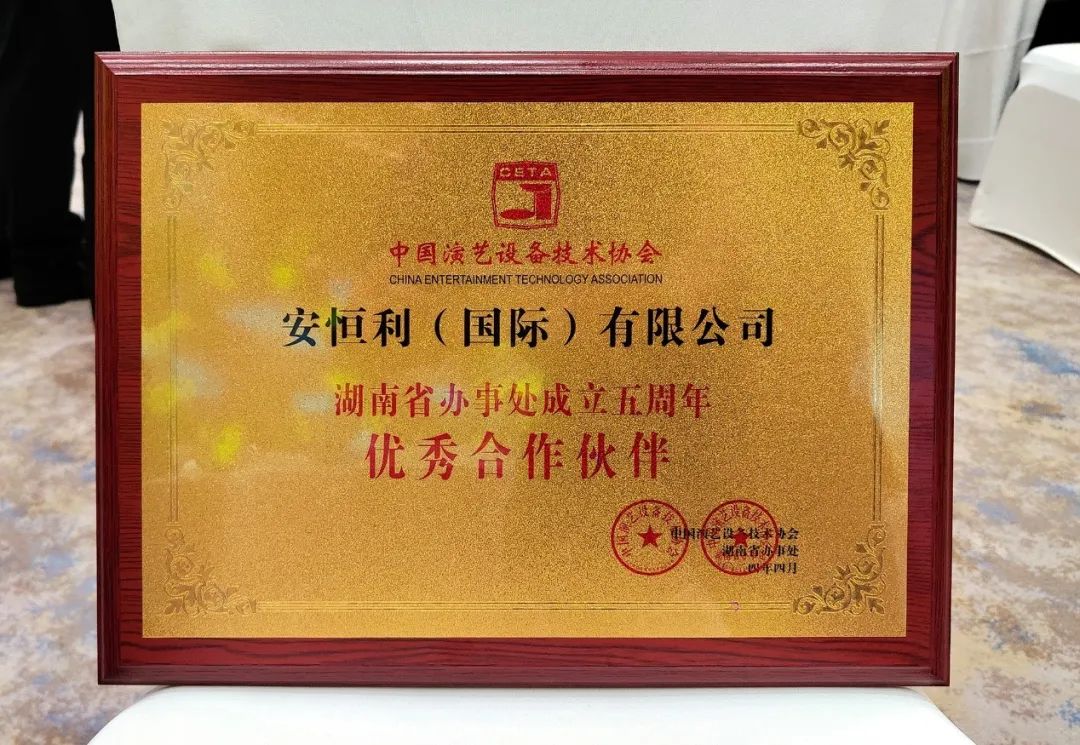 CETA
中国演艺设备技术协会
CHINA ENTERTAINMENT TECHNOLOGY ASSOCIATION
安恒利（国际）有限公司
湖南省办事处成立五周年
优秀合作伙伴
中国演艺设备技术协会
湖南省办事处
四年四月